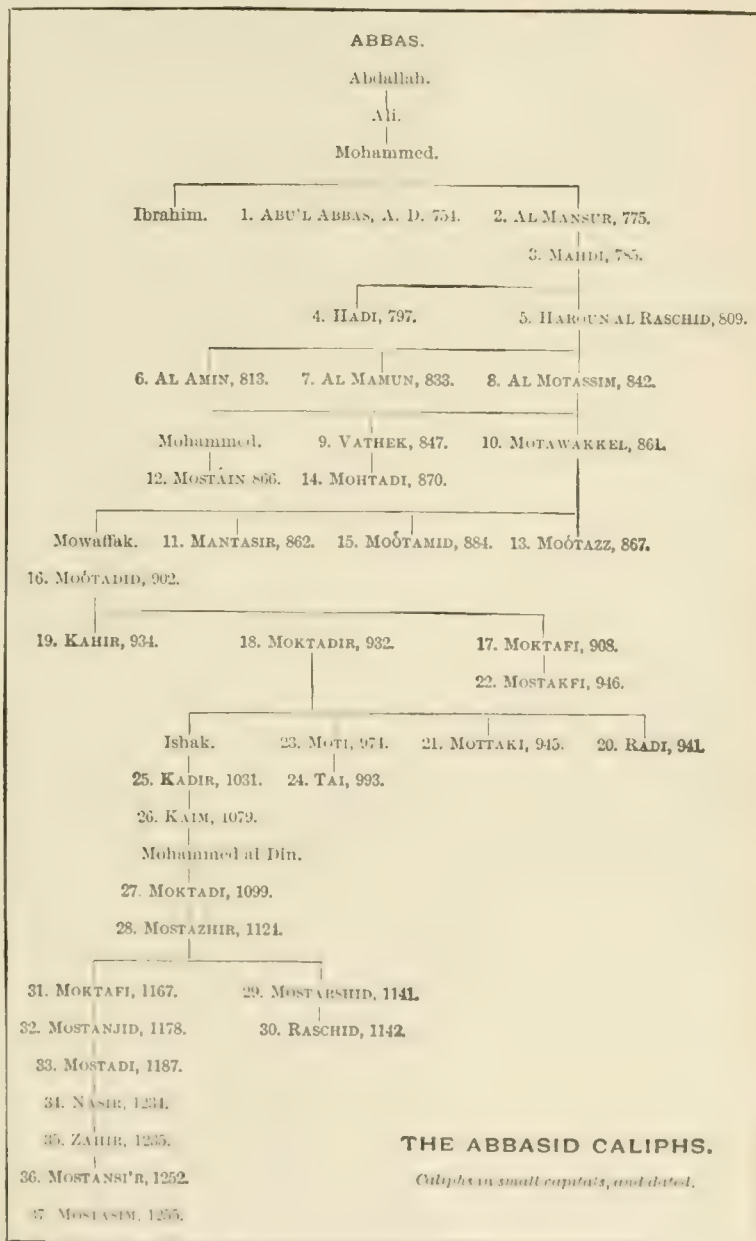 ABBAS.
Abdallah.
Ali.
Mohammed.
Ibrahim. 1. ABU'L ABBAS, A. D. 754. 2. AL MANSUR, 775.
3. MAHDI, 785.
4. HADI, 797. 5. HAROUN AL RASCHID, 809.
6. AL AMIN, 813. 7. AL MAMUN, 833. 8. AL MOTASSIM, 842.
Mohammed. 9. VATHEK, 847. 10. MOTAWAKKEL, 861.
12. MOSTÁIN 866. 14. MOHTADI, 870.
Mowaffak. 11. MANTASIR, 862. 15. MOÓTAMID, 884. 13. MOÓTAZZ, 867.
16. MOÓTADID, 902.
19. KAHIR, 934. 18. MOKTADIR, 932. 17. MOKTAFI, 908.
22. MOSTAKFI, 946.
Ishak. 23. MOTI, 974. 21. MOTTAKI, 945. 20. RADI, 941.
25. KADIR, 1031. 24. TAI, 993.
26. KAIM, 1079.
Mohammed al Din.
27. MOKTADI, 1099.
28. MOSTAZHIR, 1121.
31. MOKTAFI, 1167. 29. MOSTARSHID, 1141.
32. MOSTANJID, 1178. 30. RASCHID, 1142.
33. MOSTADI, 1187.
34. NASIR, 1234.
35. ZAHIR, 1235.
36. MOSTANSI'R, 1252.
37. MOSTASIM,
THE ABBASID CALIPHS.
Caliphs in small capitals, and dated.